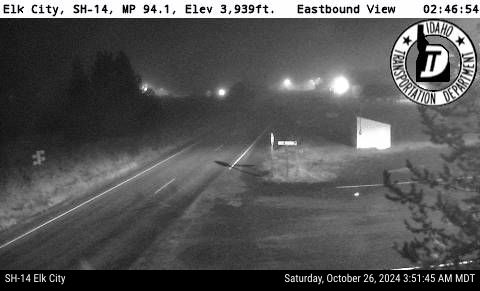 Elk City, SH-14, MP 94.1, Elev 3,939ft. Eastbound View 02:46:54
IDAHO
TRANSPORTATION DEPARTMENT
SH-14 Elk City Saturday, October 26, 2024 3:51:45 AM MDT